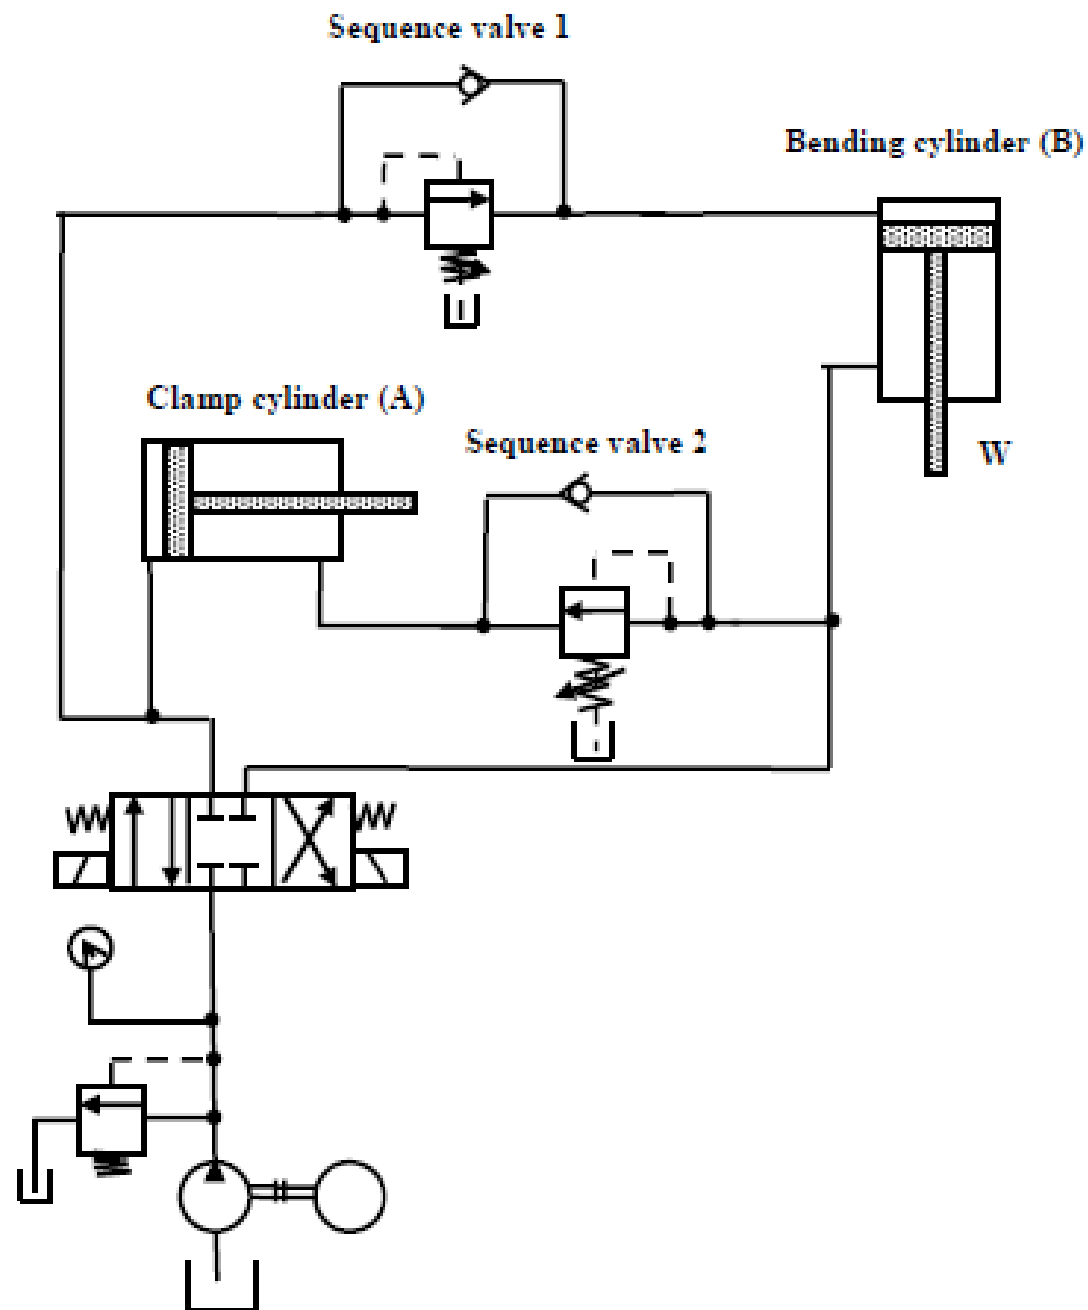 Sequence valve 1
Bending cylinder (B)
Clamp cylinder (A)
Sequence valve 2
W